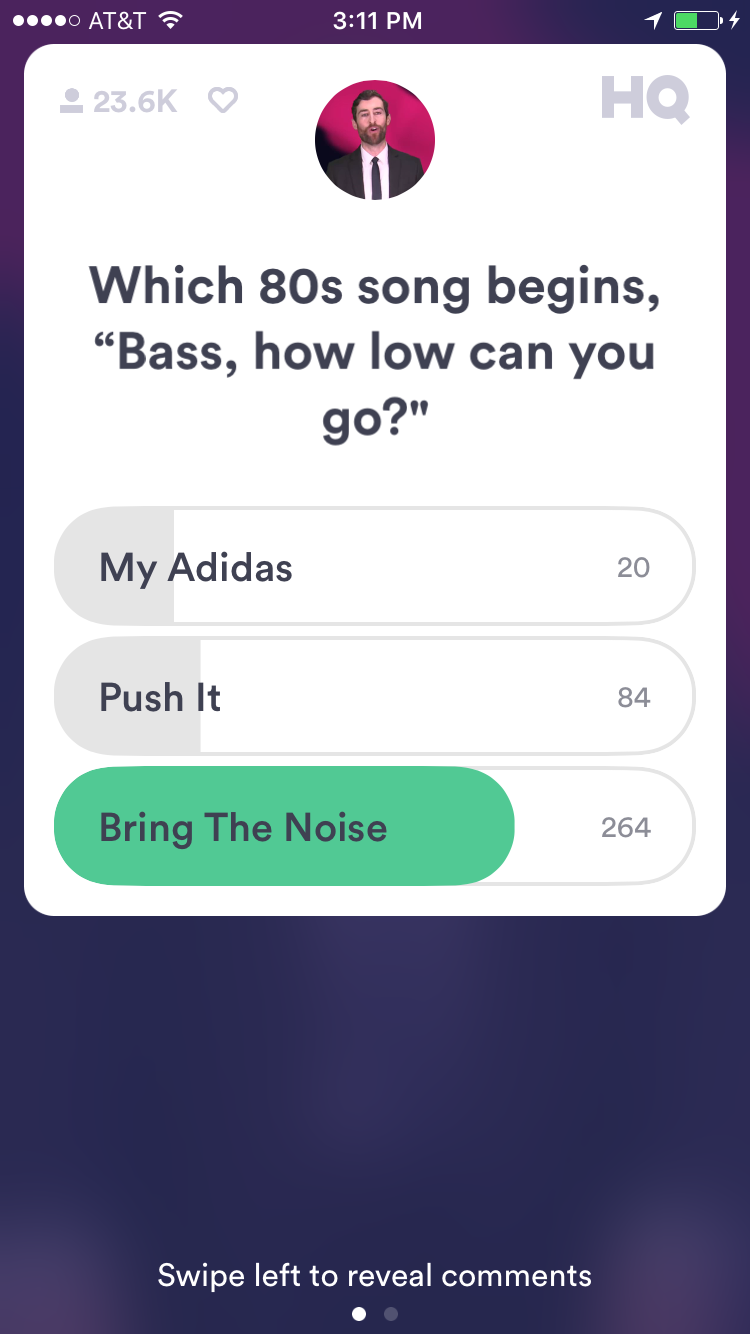 AT&T 3:11 PM
23.6K HQ
Which 80s song begins,
“Bass, how low can you
go?"
My Adidas 20
Push It 84
Bring The Noise 264
Swipe left to reveal comments